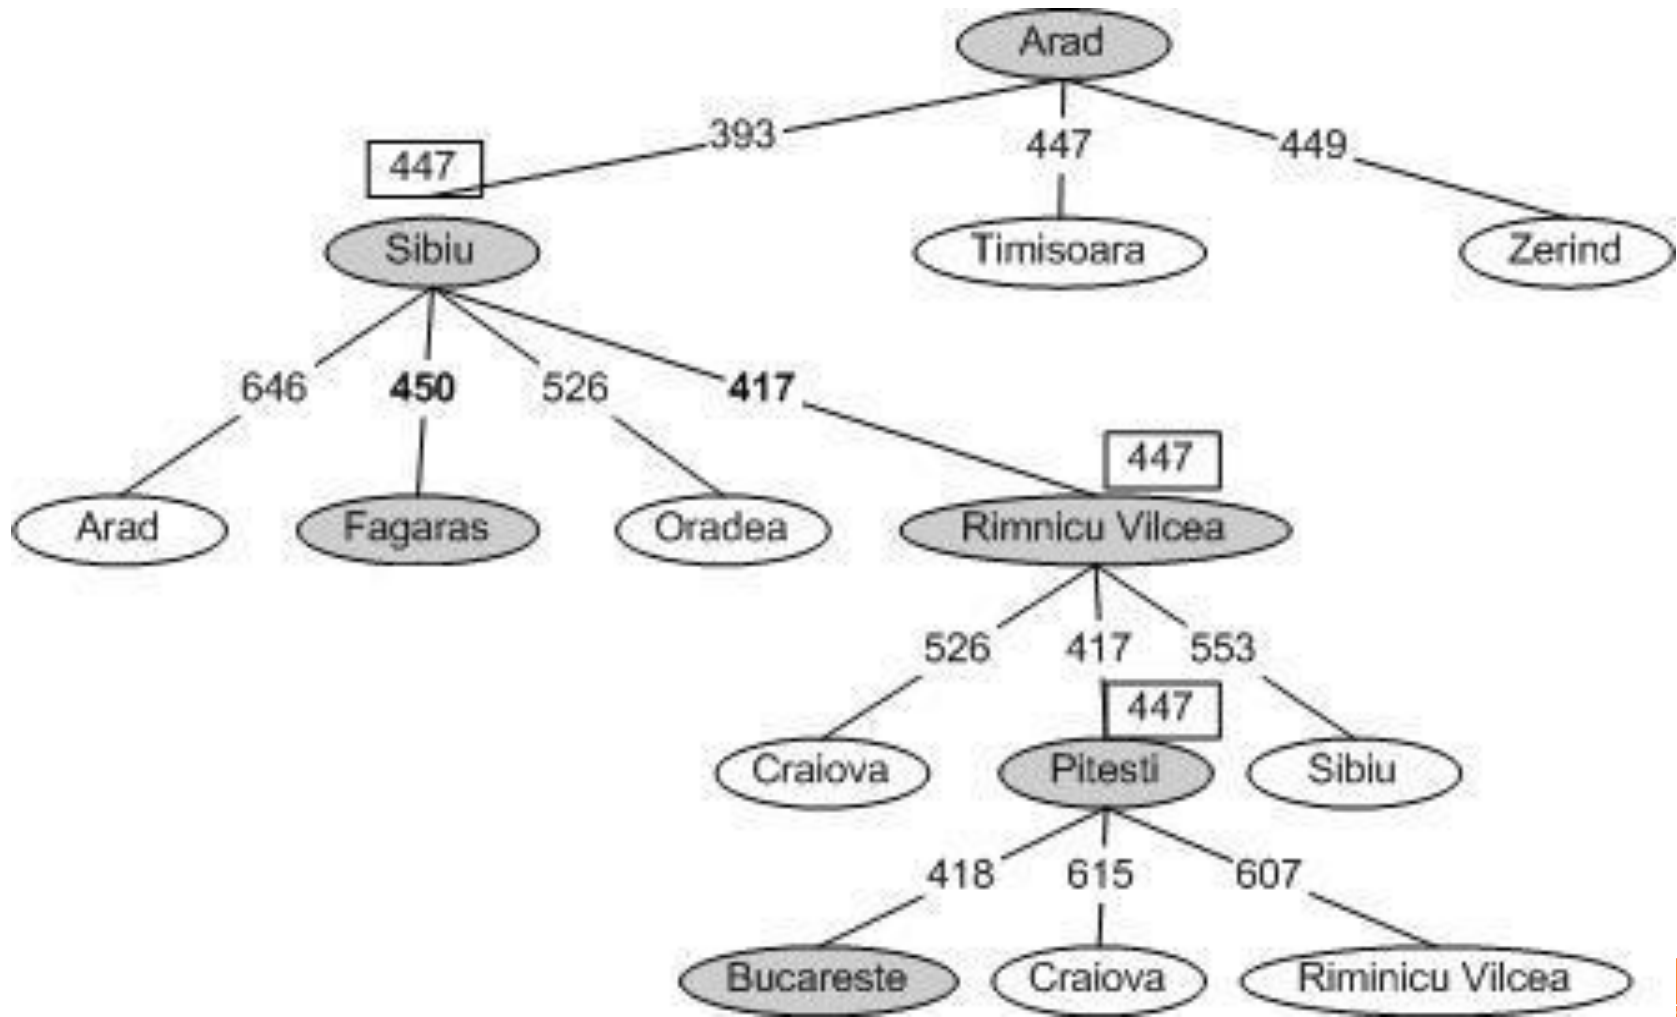 Arad
393
447
449
447
Sibiu
Timisoara
Zerind
646
450
526
417
447
Arad
Fagaras
Oradea
Rimnicu Vilcea
526
417
553
447
Craiova
Pitesti
Sibiu
418
615
607
Bucareste
Craiova
Riminicu Vilcea